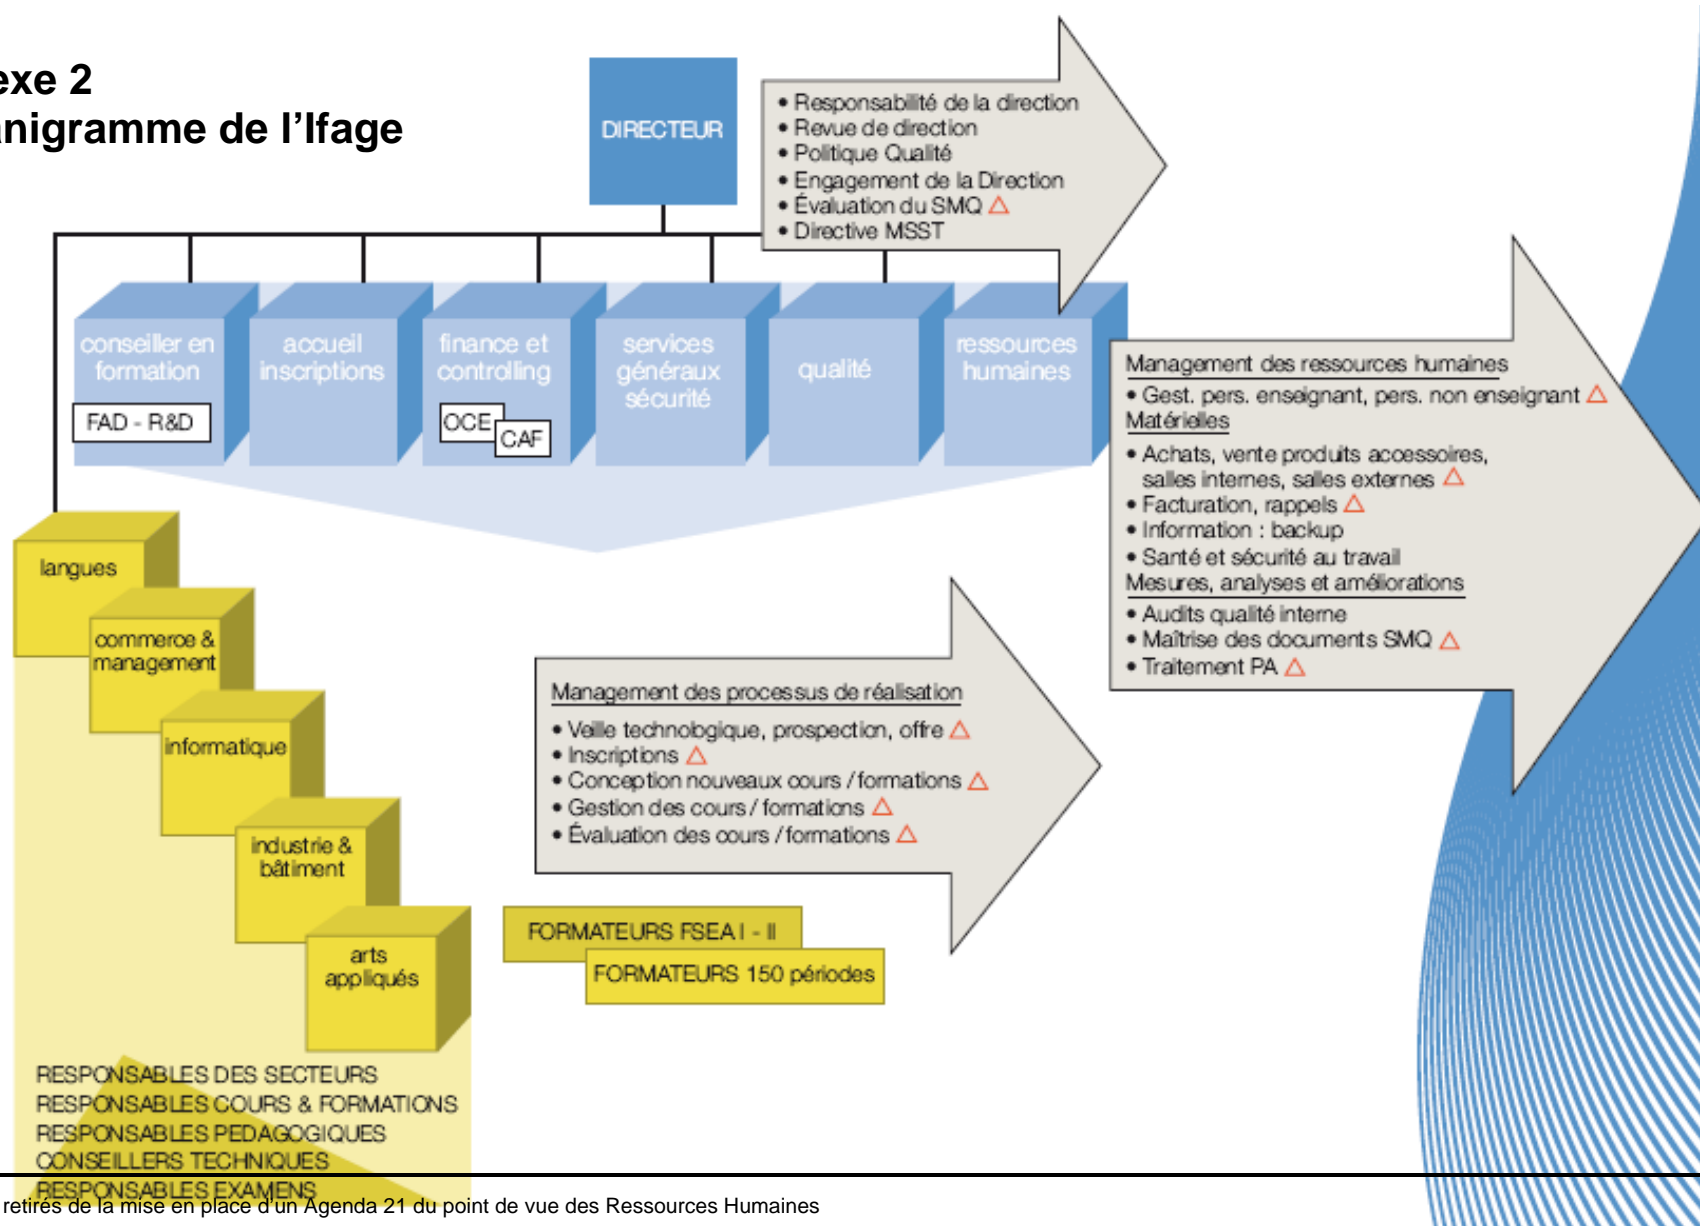 exe 2
anigramme de l'Ifage
DIRECTEUR
• Responsabilité de la direction
• Revue de direction
• Politique Qualité
• Engagement de la Direction
• Évaluation du SMQ △
• Directive MSST
conseiller en
formation
FAD - R&D
accueil
inscriptions
finance et
controlling
OCE
CAF
services
généraux
sécurité
qualité
ressources
humaines
Management des ressources humaines
• Gest. pers. enseignant, pers. non enseignant △
Matérielles
• Achats, vente produits accessoires,
salles internes, salles externes △
• Facturation, rappels △
• Information : backup
• Santé et sécurité au travail
Mesures, analyses et améliorations
• Audits qualité interne
• Maîtrise des documents SMQ △
• Traitement PA △
langues
commerce &
management
informatique
industrie &
bâtiment
arts
appliqués
Management des processus de réalisation
• Veille technologique, prospection, offre △
• Inscriptions △
• Conception nouveaux cours / formations △
• Gestion des cours / formations △
• Évaluation des cours / formations △
FORMATEURS FSEA I - II
FORMATEURS 150 périodes
RESPONSABLES DES SECTEURS
RESPONSABLES COURS & FORMATIONS
RESPONSABLES PEDAGOGIQUES
CONSEILLERS TECHNIQUES
RESPONSABLES EXAMENS
retirés de la mise en place d'un Agenda 21 du point de vue des Ressources Humaines